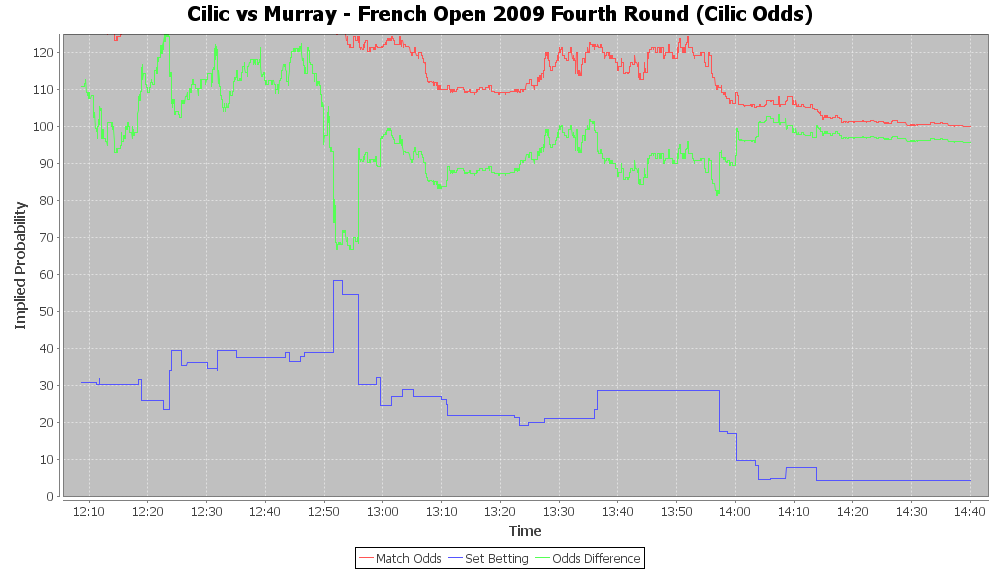 Cilic vs Murray - French Open 2009 Fourth Round (Cilic Odds)
120
110
100
90
80
70
60
50
40
30
20
10
0
Implied Probability
12:10 12:20 12:30 12:40 12:50 13:00 13:10 13:20 13:30 13:40 13:50 14:00 14:10 14:20 14:30 14:40
Time
Match Odds Set Betting Odds Difference